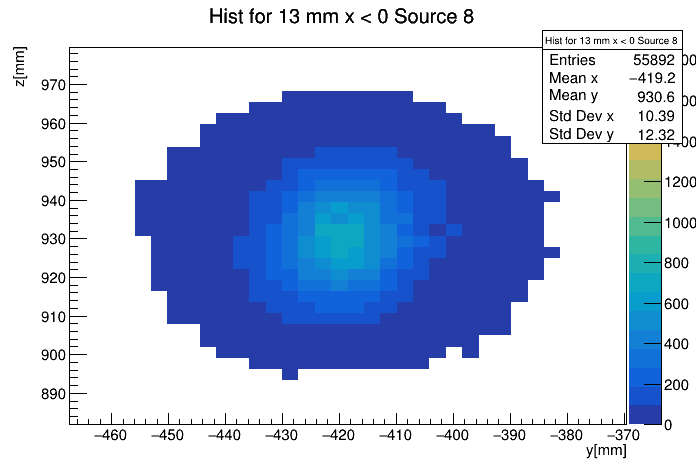 Hist for 13 mm x < 0 Source 8
z[mm]
Hist for 13 mm x < 0 Source 8
Entries 55892
Mean x −419.2
Mean y 930.6
Std Dev x 10.39
Std Dev y 12.32
970
960
950
940
930
920
910
900
890
1200
1000
800
600
400
200
0
−460 −450 −440 −430 −420 −410 −400 −390 −380 −370
y[mm]